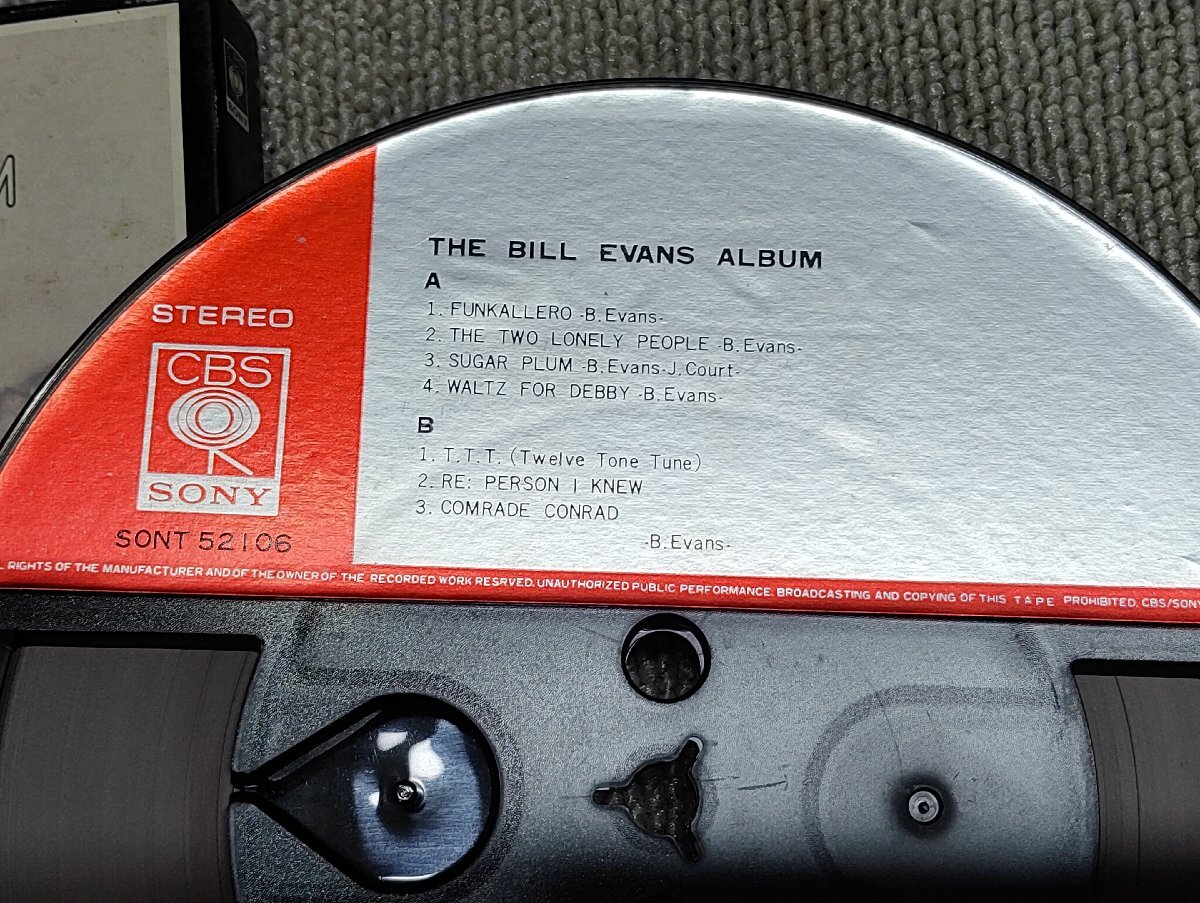 THE BILL EVANS ALBUM
A
1. FUNKALLERO -B.Evans-
2. THE TWO LONELY PEOPLE -B.Evans-
3. SUGAR PLUM -B.Evans-J.Court-
4. WALTZ FOR DEBBY -B.Evans-
B
1. T.T.T. (Twelve Tone Tune)
2. RE: PERSON I KNEW
3. COMRADE CONRAD
-B.Evans-
STEREO
CBS
SONY
SONT 52106
RIGHTS OF THE MANUFACTURER AND OF THE OWNER OF THE RECORDED WORK RESRVED. UNAUTHORIZED PUBLIC PERFORMANCE. BROADCASTING AND COPYING OF THIS TAPE PROHIBITED. CBS/SONY